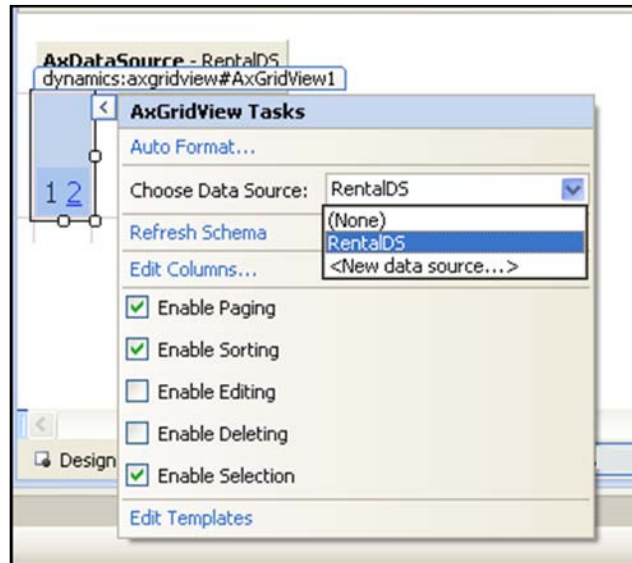 AxDataSource - RentalDS
dynamics:axgridview#AxGridView1
AxGridView Tasks
Auto Format...
1 2
Choose Data Source: RentalDS
(None)
RentalDS
<New data source...>
Refresh Schema
Edit Columns...
Enable Paging
Enable Sorting
Enable Editing
Enable Deleting
Design
Enable Selection
Edit Templates